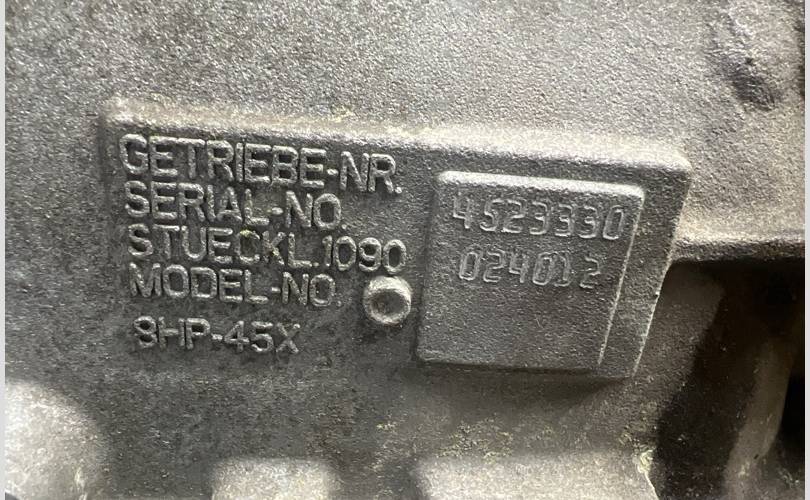 GETRIEBE-NR.
SERIAL-NO. 4523330
STUECKL.1090 024012
MODEL-NO.
8HP-45X